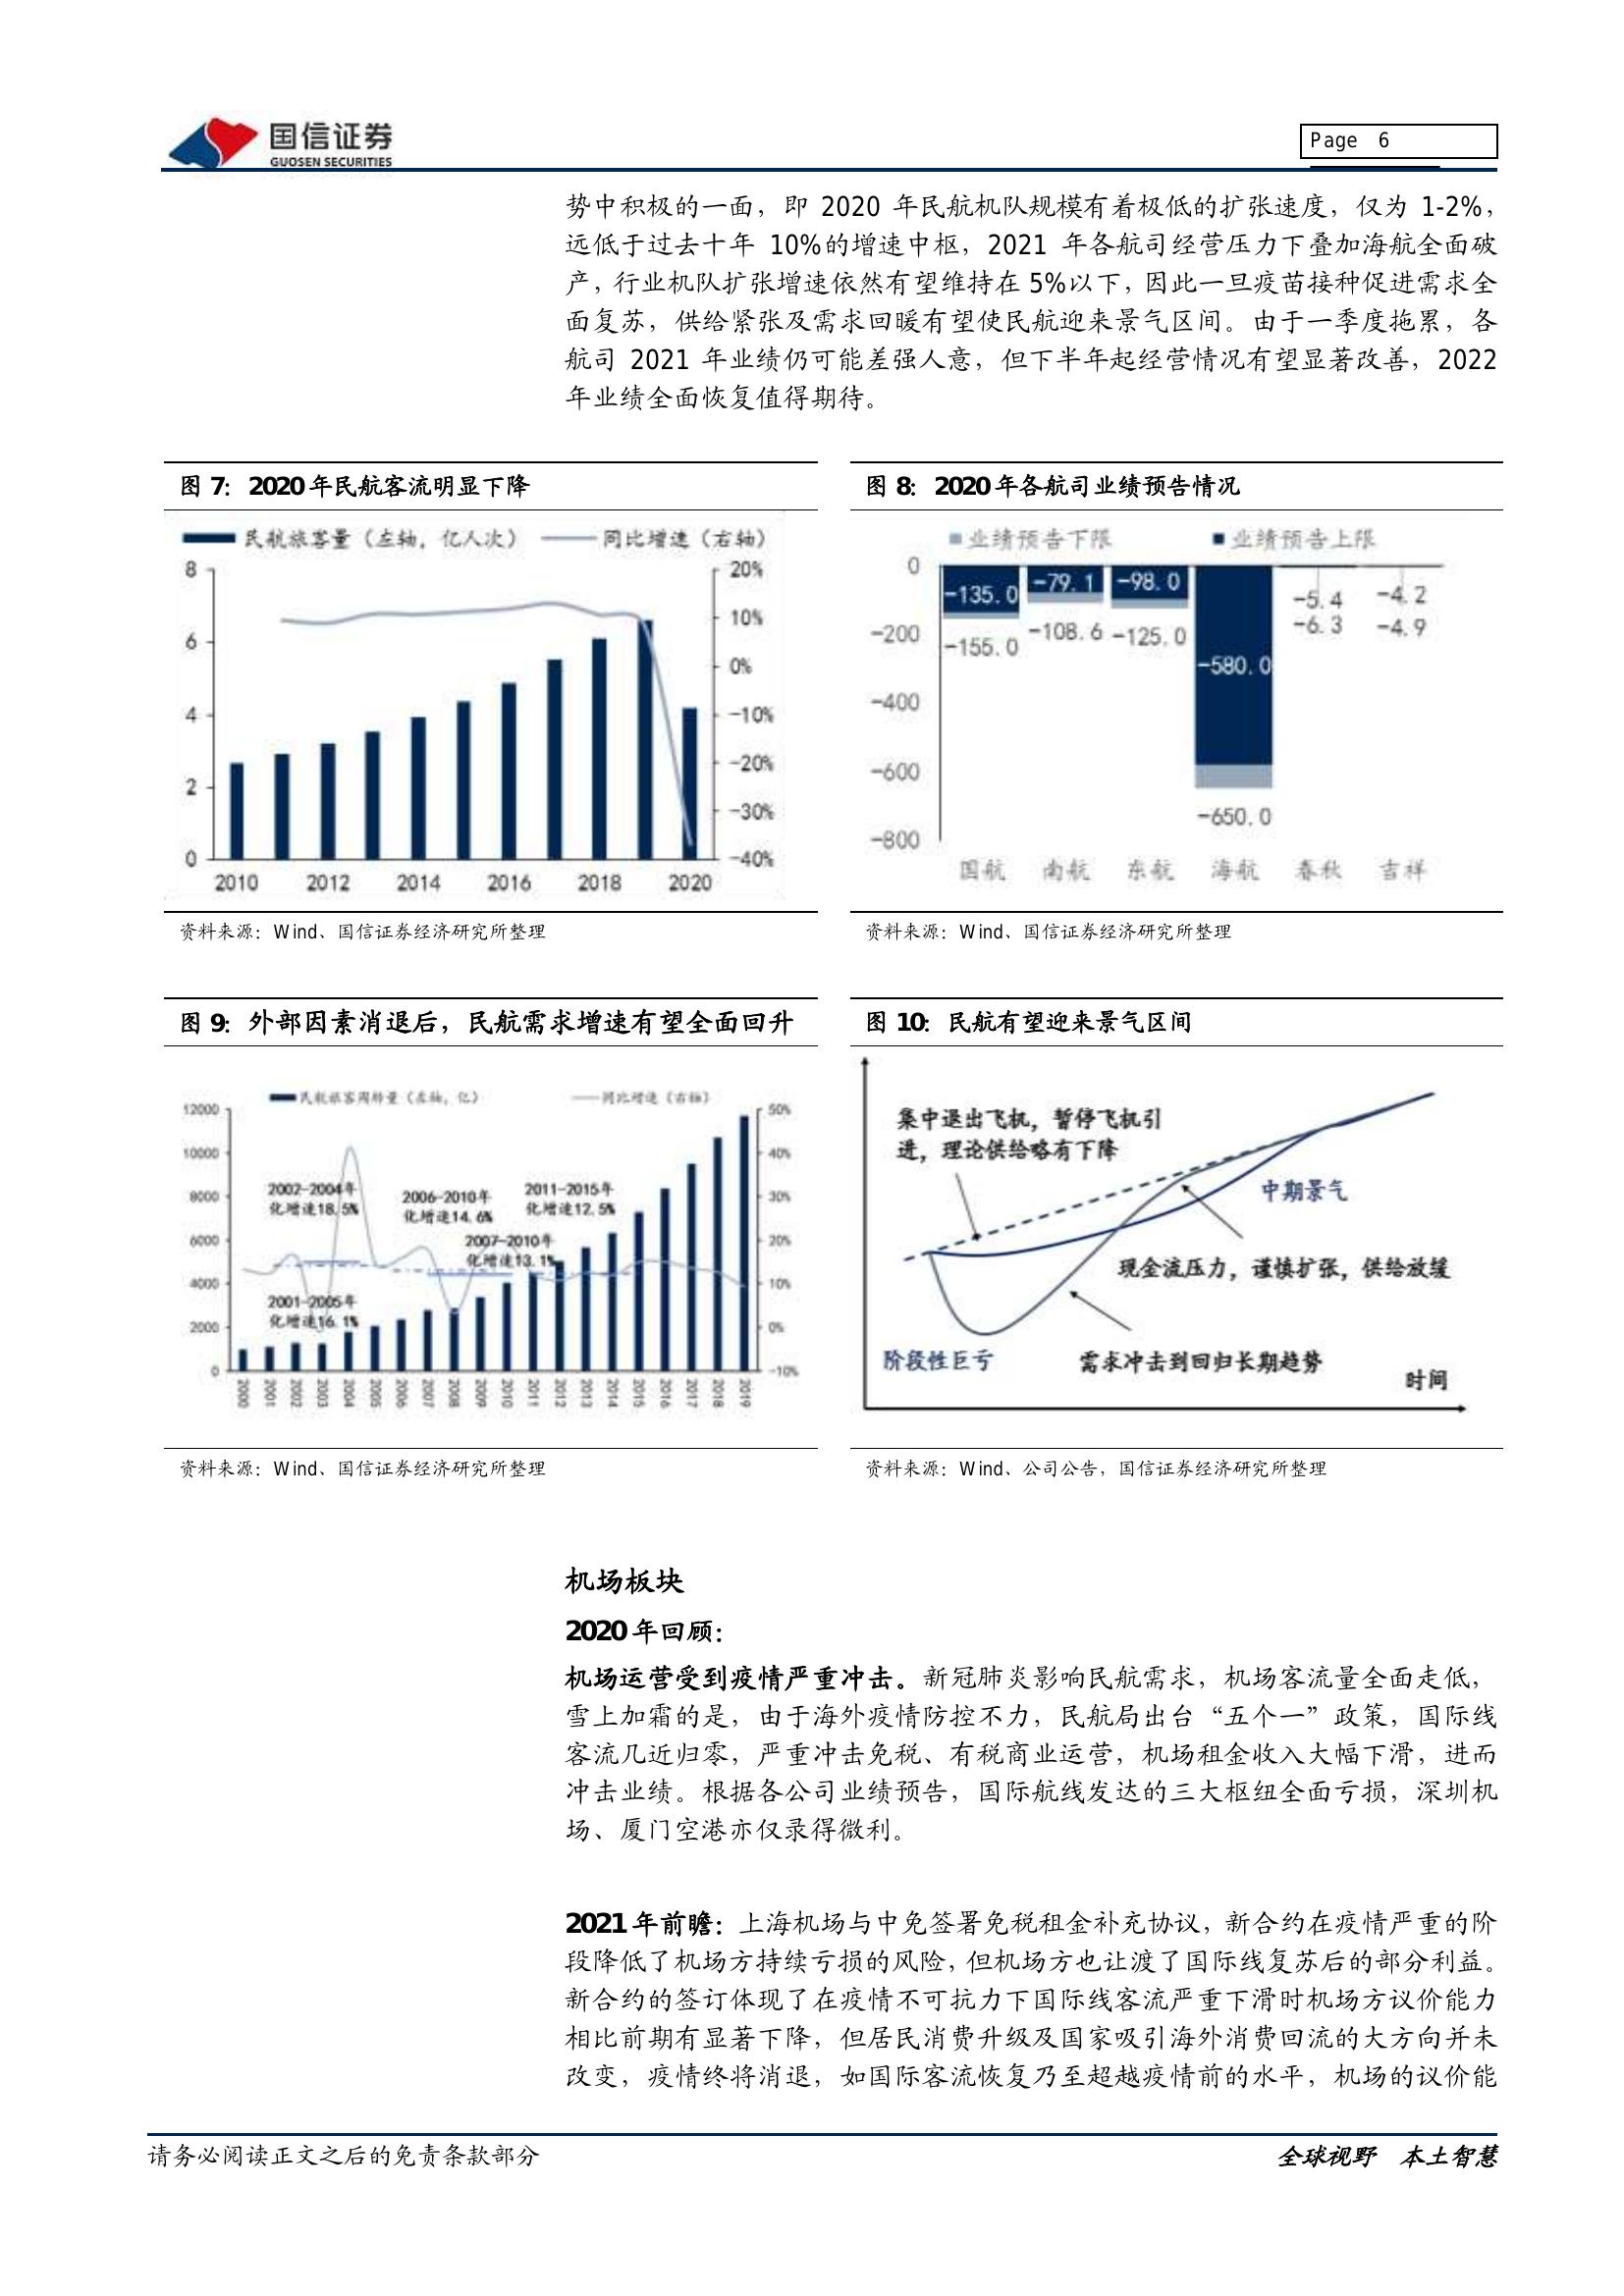 国信证券
GUOSEN SECURITIES
Page 6
势中积极的一面，即 2020 年民航机队规模有着极低的扩张速度，仅为 1-2%，
远低于过去十年 10%的增速中枢，2021 年各航司经营压力下叠加海航全面破
产，行业机队扩张增速依然有望维持在 5%以下，因此一旦疫苗接种促进需求全
面复苏，供给紧张及需求回暖有望使民航迎来景气区间。由于一季度拖累，各
航司 2021 年业绩仍可能差强人意，但下半年起经营情况有望显著改善，2022
年业绩全面恢复值得期待。
图 7：2020 年民航客流明显下降
民航旅客量（左轴，亿人次） 同比增速（右轴）
8 20%
10%
6
0%
4 -10%
-20%
2
-30%
0 -40%
2010 2012 2014 2016 2018 2020
资料来源：Wind、国信证券经济研究所整理
图 8：2020 年各航司业绩预告情况
业绩预告下限 业绩预告上限
0
-200
-400
-600
-800
-135.0 -79.1 -98.0 -580.0 -5.4 -4.2
-155.0 -108.6 -125.0 -650.0 -6.3 -4.9
国航 南航 东航 海航 春秋 吉祥
资料来源：Wind、国信证券经济研究所整理
图 9：外部因素消退后，民航需求增速有望全面回升
民航旅客周转量（左轴，亿） 同比增速（右轴）
12000 50%
10000 40%
8000 30%
6000 20%
4000 10%
2000 0%
0 -10%
2002-2004年
化增速18.5%
2006-2010年
化增速14.6%
2011-2015年
化增速12.5%
2007-2010年
化增速13.1%
2001-2005年
化增速16.1%
2000 2001 2002 2003 2004 2005 2006 2007 2008 2009 2010 2011 2012 2013 2014 2015 2016 2017 2018 2019
资料来源：Wind、国信证券经济研究所整理
图 10：民航有望迎来景气区间
集中退出飞机，暂停飞机引
进，理论供给略有下降
中期景气
现金流压力，谨慎扩张，供给放缓
阶段性巨亏
需求冲击到回归长期趋势
时间
资料来源：Wind、公司公告，国信证券经济研究所整理
机场板块
2020 年回顾：
机场运营受到疫情严重冲击。新冠肺炎影响民航需求，机场客流量全面走低，
雪上加霜的是，由于海外疫情防控不力，民航局出台“五个一”政策，国际线
客流几近归零，严重冲击免税、有税商业运营，机场租金收入大幅下滑，进而
冲击业绩。根据各公司业绩预告，国际航线发达的三大枢纽全面亏损，深圳机
场、厦门空港亦仅录得微利。
2021 年前瞻：上海机场与中免签署免税租金补充协议，新合约在疫情严重的阶
段降低了机场方持续亏损的风险，但机场方也让渡了国际线复苏后的部分利益。
新合约的签订体现了在疫情不可抗力下国际线客流严重下滑时机场方议价能力
相比前期有显著下降，但居民消费升级及国家吸引海外消费回流的大方向并未
改变，疫情终将消退，如国际客流恢复乃至超越疫情前的水平，机场的议价能
请务必阅读正文之后的免责条款部分
全球视野 本土智慧